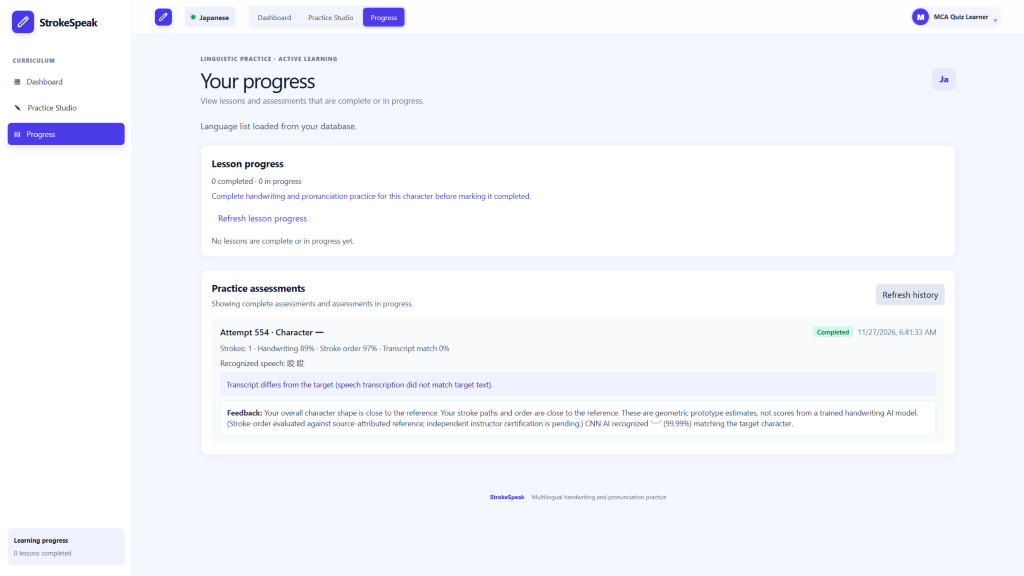 StrokeSpeak
CURRICULUM
Dashboard
Practice Studio
Progress
Japanese
Dashboard
Practice Studio
Progress
M
MCA Quiz Learner
LINGUISTIC PRACTICE · ACTIVE LEARNING
Your progress
View lessons and assessments that are complete or in progress.
Ja
Language list loaded from your database.
Lesson progress
0 completed · 0 in progress
Complete handwriting and pronunciation practice for this character before marking it completed.
Refresh lesson progress
No lessons are complete or in progress yet.
Practice assessments
Showing complete assessments and assessments in progress.
Refresh history
Attempt 554 · Character 一
Completed
11/27/2026, 6:41:33 AM
Strokes: 1 · Handwriting 89% · Stroke order 97% · Transcript match 0%
Recognized speech: 哎 哎
Transcript differs from the target (speech transcription did not match target text).
Feedback: Your overall character shape is close to the reference. Your stroke paths and order are close to the reference. These are geometric prototype estimates, not scores from a trained handwriting AI model.
(Stroke-order evaluated against source-attributed reference; independent instructor certification is pending.) CNN AI recognized '一' (99.99%) matching the target character.
StrokeSpeak Multilingual handwriting and pronunciation practice
Learning progress
0 lessons completed